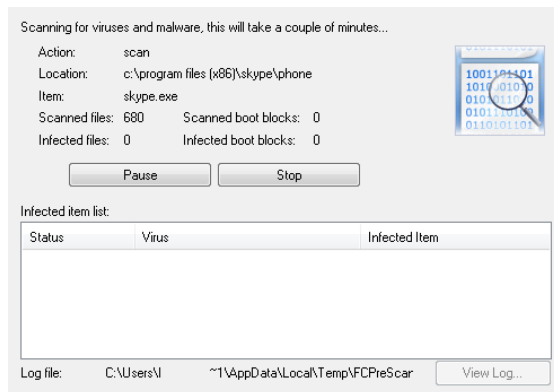 Scanning for viruses and malware, this will take a couple of minutes...
Action: scan
Location: c:\program files (x86)\skype\phone
Item: skype.exe
Scanned files: 680 Scanned boot blocks: 0
Infected files: 0 Infected boot blocks: 0
1001101101
Pause Stop
Infected item list:
Status Virus Infected Item
Log file: C:\Users\l ~1\AppData\Local\Temp\FCPreScar View Log...